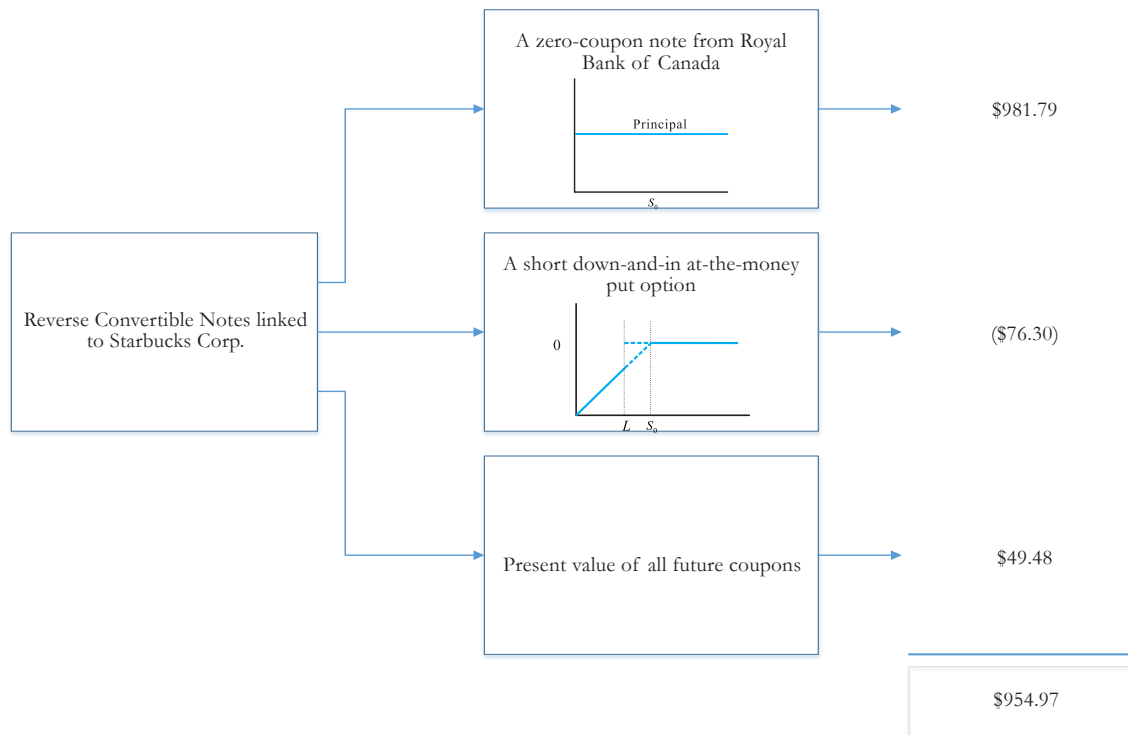 A zero-coupon note from Royal
Bank of Canada
Principal
S₀
$981.79
Reverse Convertible Notes linked
to Starbucks Corp.
A short down-and-in at-the-money
put option
0
L S₀
($76.30)
Present value of all future coupons
$49.48
$954.97